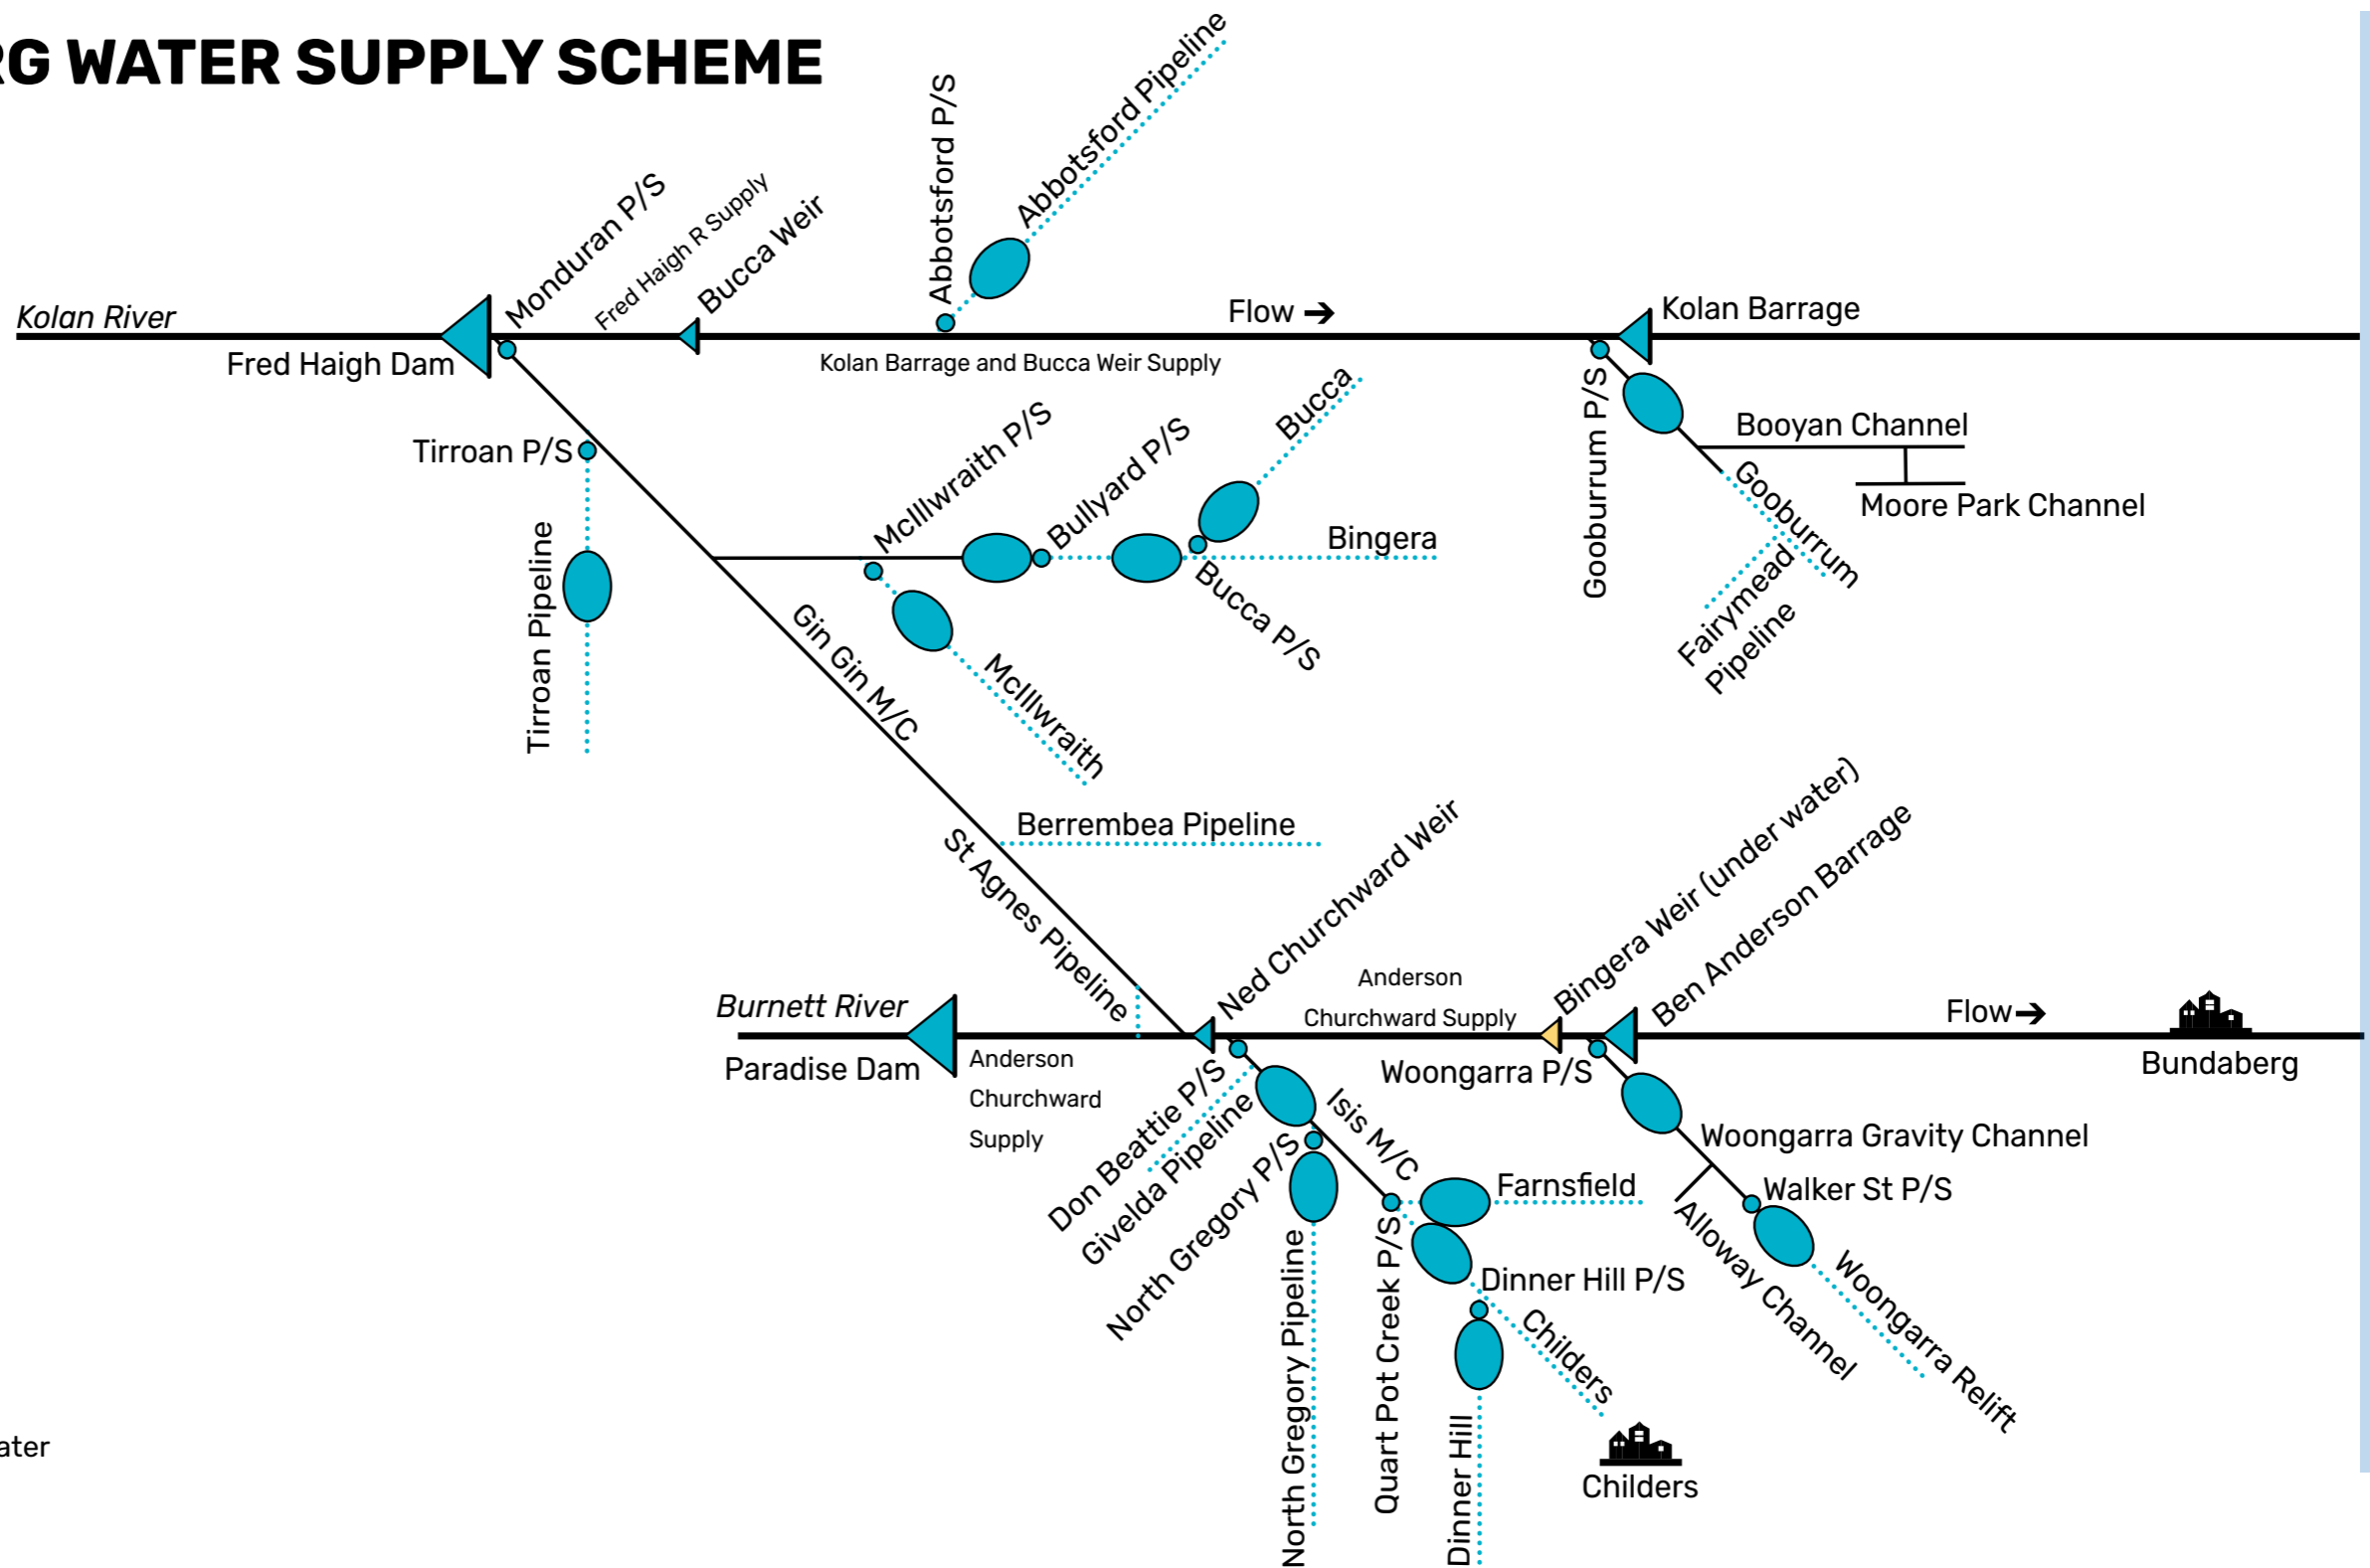 RG WATER SUPPLY SCHEME
Abbotsford P/S
Abbotsford Pipeline
Monduran P/S
Fred Haigh R Supply
Bucca Weir
Kolan River
Flow
Kolan Barrage
Fred Haigh Dam
Kolan Barrage and Bucca Weir Supply
Gooburrum P/S
Booyan Channel
Moore Park Channel
Gooburrum
Fairymead
Pipeline
Tirroan P/S
Tirroan Pipeline
McIllwraith P/S
Bullyard P/S
Bucca
Bingera
Bucca P/S
McIllwraith
Gin Gin M/C
Berrembea Pipeline
St Agnes Pipeline
Ned Churchward Weir
Bingera Weir (under water)
Ben Anderson Barrage
Burnett River
Anderson
Churchward Supply
Flow
Paradise Dam
Anderson
Churchward
Supply
Woongarra P/S
Bundaberg
Don Beattie P/S
Givelda Pipeline
Isis M/C
Woongarra Gravity Channel
North Gregory P/S
Farnsfield
Walker St P/S
North Gregory Pipeline
Quart Pot Creek P/S
Dinner Hill P/S
Alloway Channel
Woongarra Relift
Childers
Dinner Hill
ater
Childers